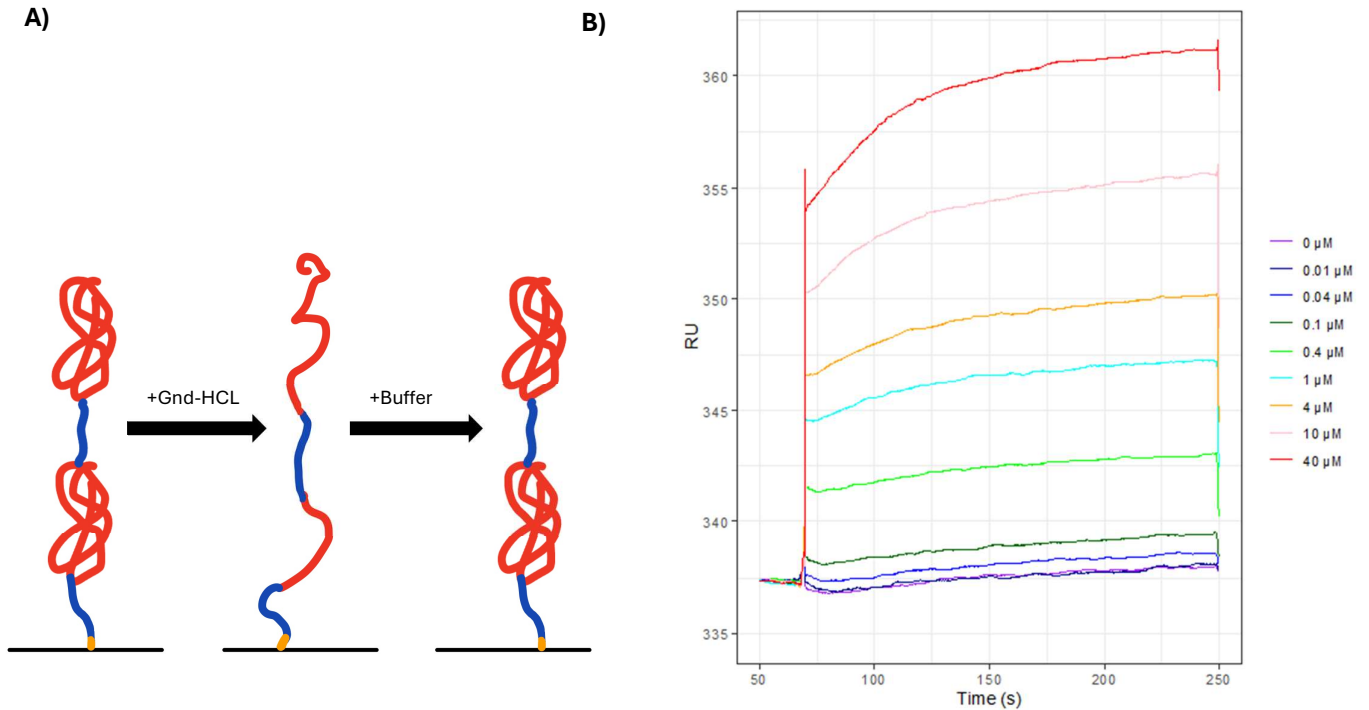 A)
B)
+Gnd-HCL
+Buffer
360
355
350
345
340
335
RU
50
100
150
200
250
Time (s)
0 µM
0.01 µM
0.04 µM
0.1 µM
0.4 µM
1 µM
4 µM
10 µM
40 µM